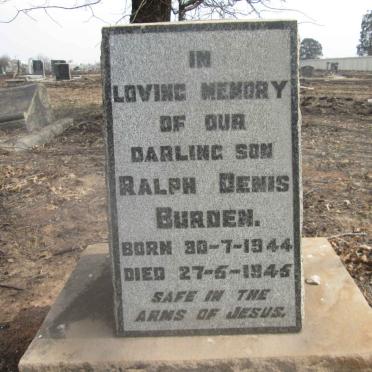 IN
LOVING MEMORY
OF OUR
DARLING SON
RALPH DENIS
BURDEN.
BORN 30-7-1944
DIED 27-6-1946
SAFE IN THE
ARMS OF JESUS.